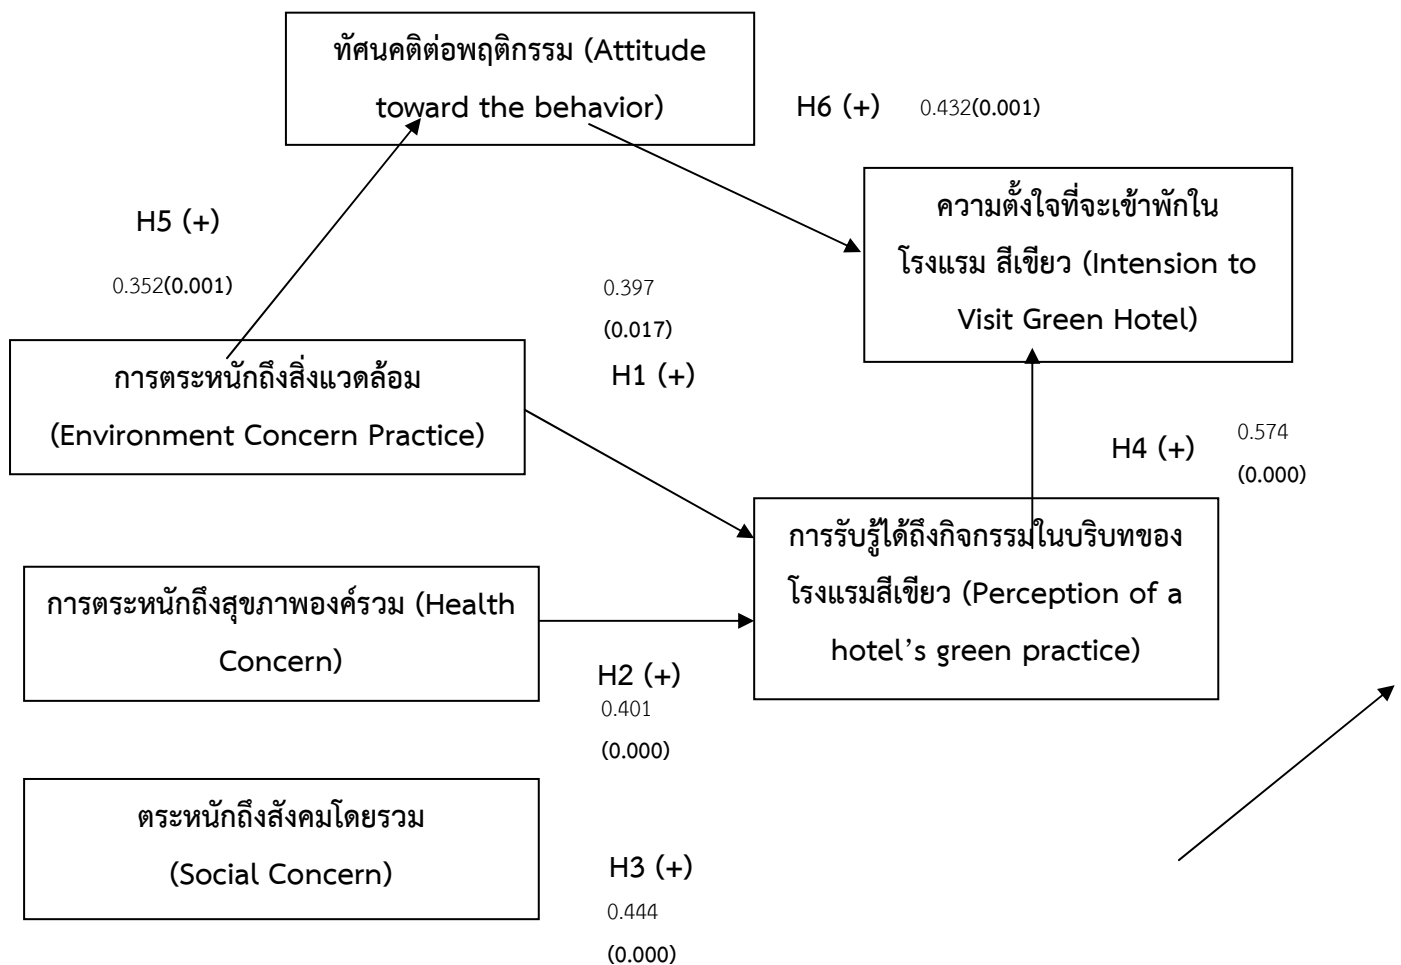 ทัศนคติต่อพฤติกรรม (Attitude
toward the behavior)
H6 (+) 0.432(0.001)
ความตั้งใจที่จะเข้าพักใน
โรงแรม สีเขียว (Intension to
Visit Green Hotel)
H5 (+)
0.352(0.001)
0.397
(0.017)
H1 (+)
การตระหนักถึงสิ่งแวดล้อม
(Environment Concern Practice)
H4 (+)
0.574
(0.000)
การรับรู้ได้ถึงกิจกรรมในบริบทของ
โรงแรมสีเขียว (Perception of a
hotel’s green practice)
การตระหนักถึงสุขภาพองค์รวม (Health
Concern)
H2 (+)
0.401
(0.000)
ตระหนักถึงสังคมโดยรวม
(Social Concern)
H3 (+)
0.444
(0.000)